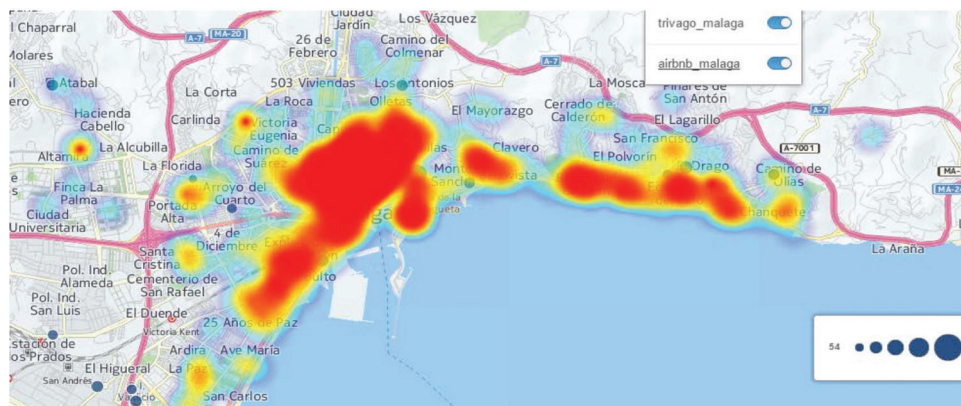 Ciudad
Jardín
Los Vázquez
trivago_malaga
El Chaparral
A-7
MA-20
26 de
Febrero
Camino del
Colmenar
Molares
A-7
La Mosca
airbnb_malaga
El Atabal
503 Viviendas
Los Antonios
Pinares de
San Antón
La Corta
La Roca
Olletas
El Mayorazgo
Cerrado de
Calderón
El Lagarillo
A-7
Hacienda
Cabello
Carlinda
Victoria
Eugenia
San Francisco
A-7001
La Alcubilla
Altamira
Camino de
Suárez
Clavero
El Polvorín
Drago
La Florida
Camino de
Olías
Finca La
Palma
Arroyo del
Cuarto
Portada
Alta
Ciudad
Universitaria
4 de
Diciembre
La Araña
Santa
Cristina
Pol. Ind.
Alameda
Cementerio de
San Rafael
Pol. Ind.
San Luis
El Duende
25 Años de Paz
Victoria Kent
54
Ardira
Ave María
El Higueral
La Paz
San Andrés
San Carlos